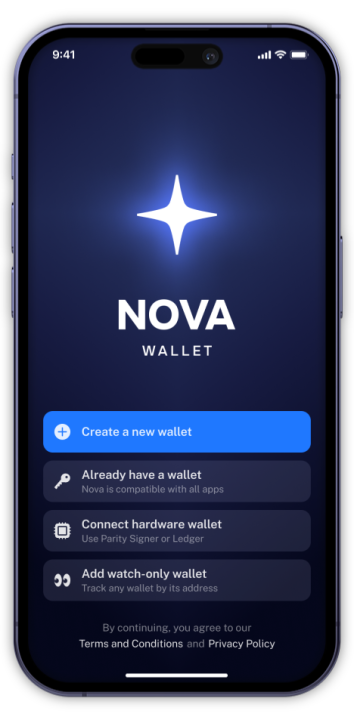 9:41
NOVA
WALLET
Create a new wallet
Already have a wallet
Nova is compatible with all apps
Connect hardware wallet
Use Parity Signer or Ledger
Add watch-only wallet
Track any wallet by its address
By continuing, you agree to our
Terms and Conditions and Privacy Policy